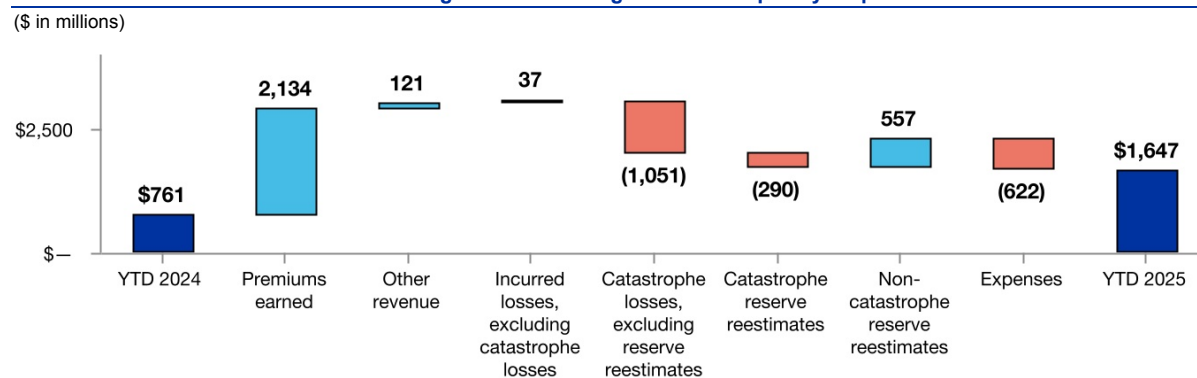 ($ in millions)
2,134
121
37
557
$2,500
$1,647
(1,051)
$761
(290)
(622)
$—
YTD 2024
Premiums
earned
Other
revenue
Incurred
losses,
excluding
catastrophe
losses
Catastrophe
losses,
excluding
reserve
reestimates
Catastrophe
reserve
reestimates
Non-
catastrophe
reserve
reestimates
Expenses
YTD 2025